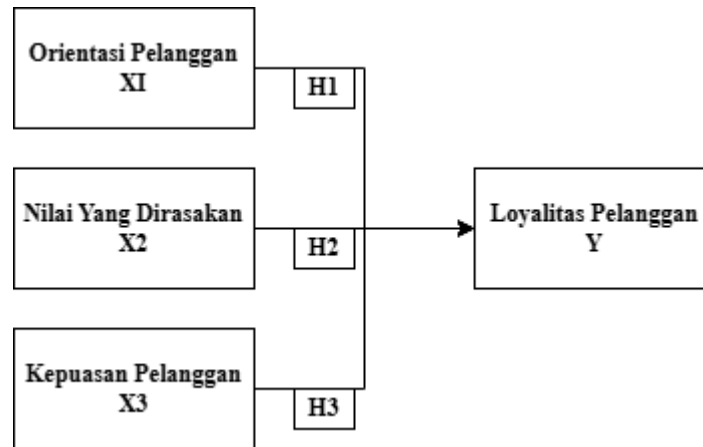 Orientasi Pelanggan
XI
H1
Nilai Yang Dirasakan
X2
H2
Loyalitas Pelanggan
Y
Kepuasan Pelanggan
X3
H3